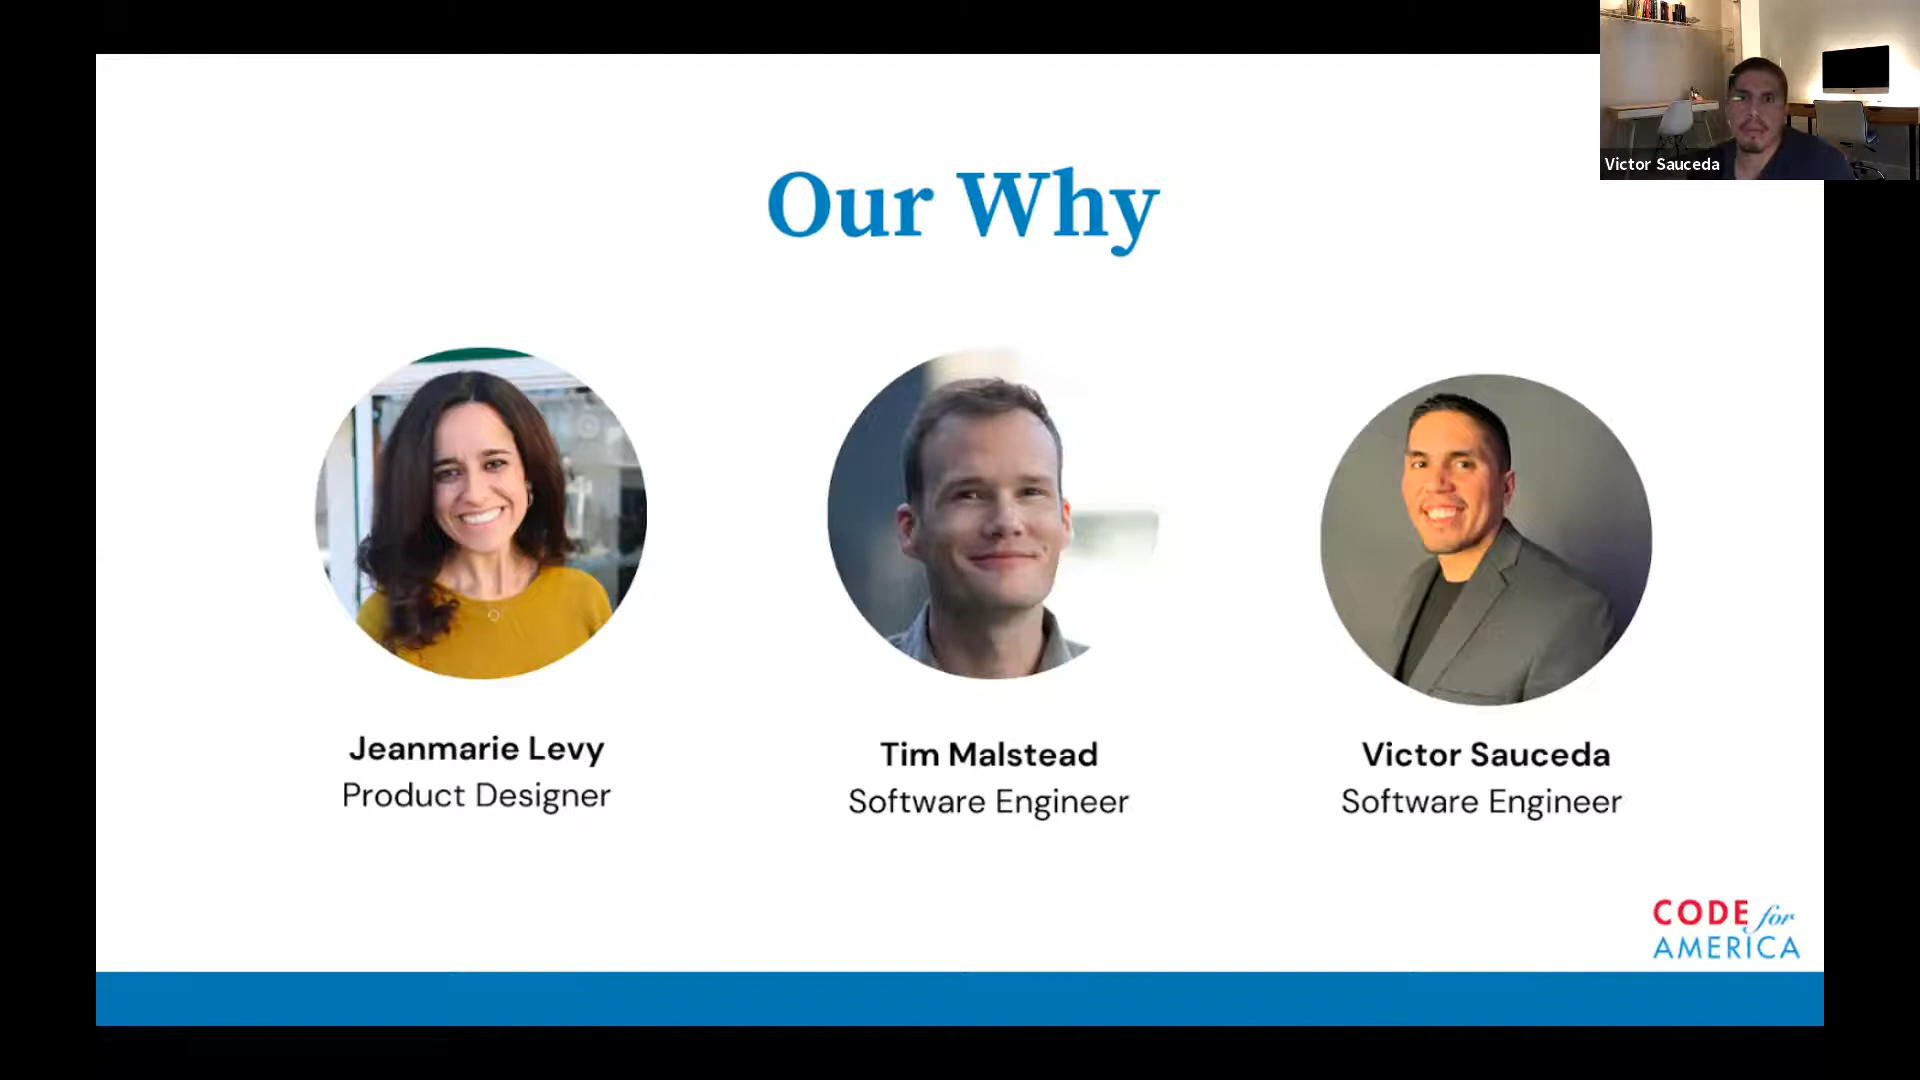 Victor Sauceda
Our Why
Jeanmarie Levy
Product Designer
Tim Malstead
Software Engineer
Victor Sauceda
Software Engineer
CODE for
AMERICA